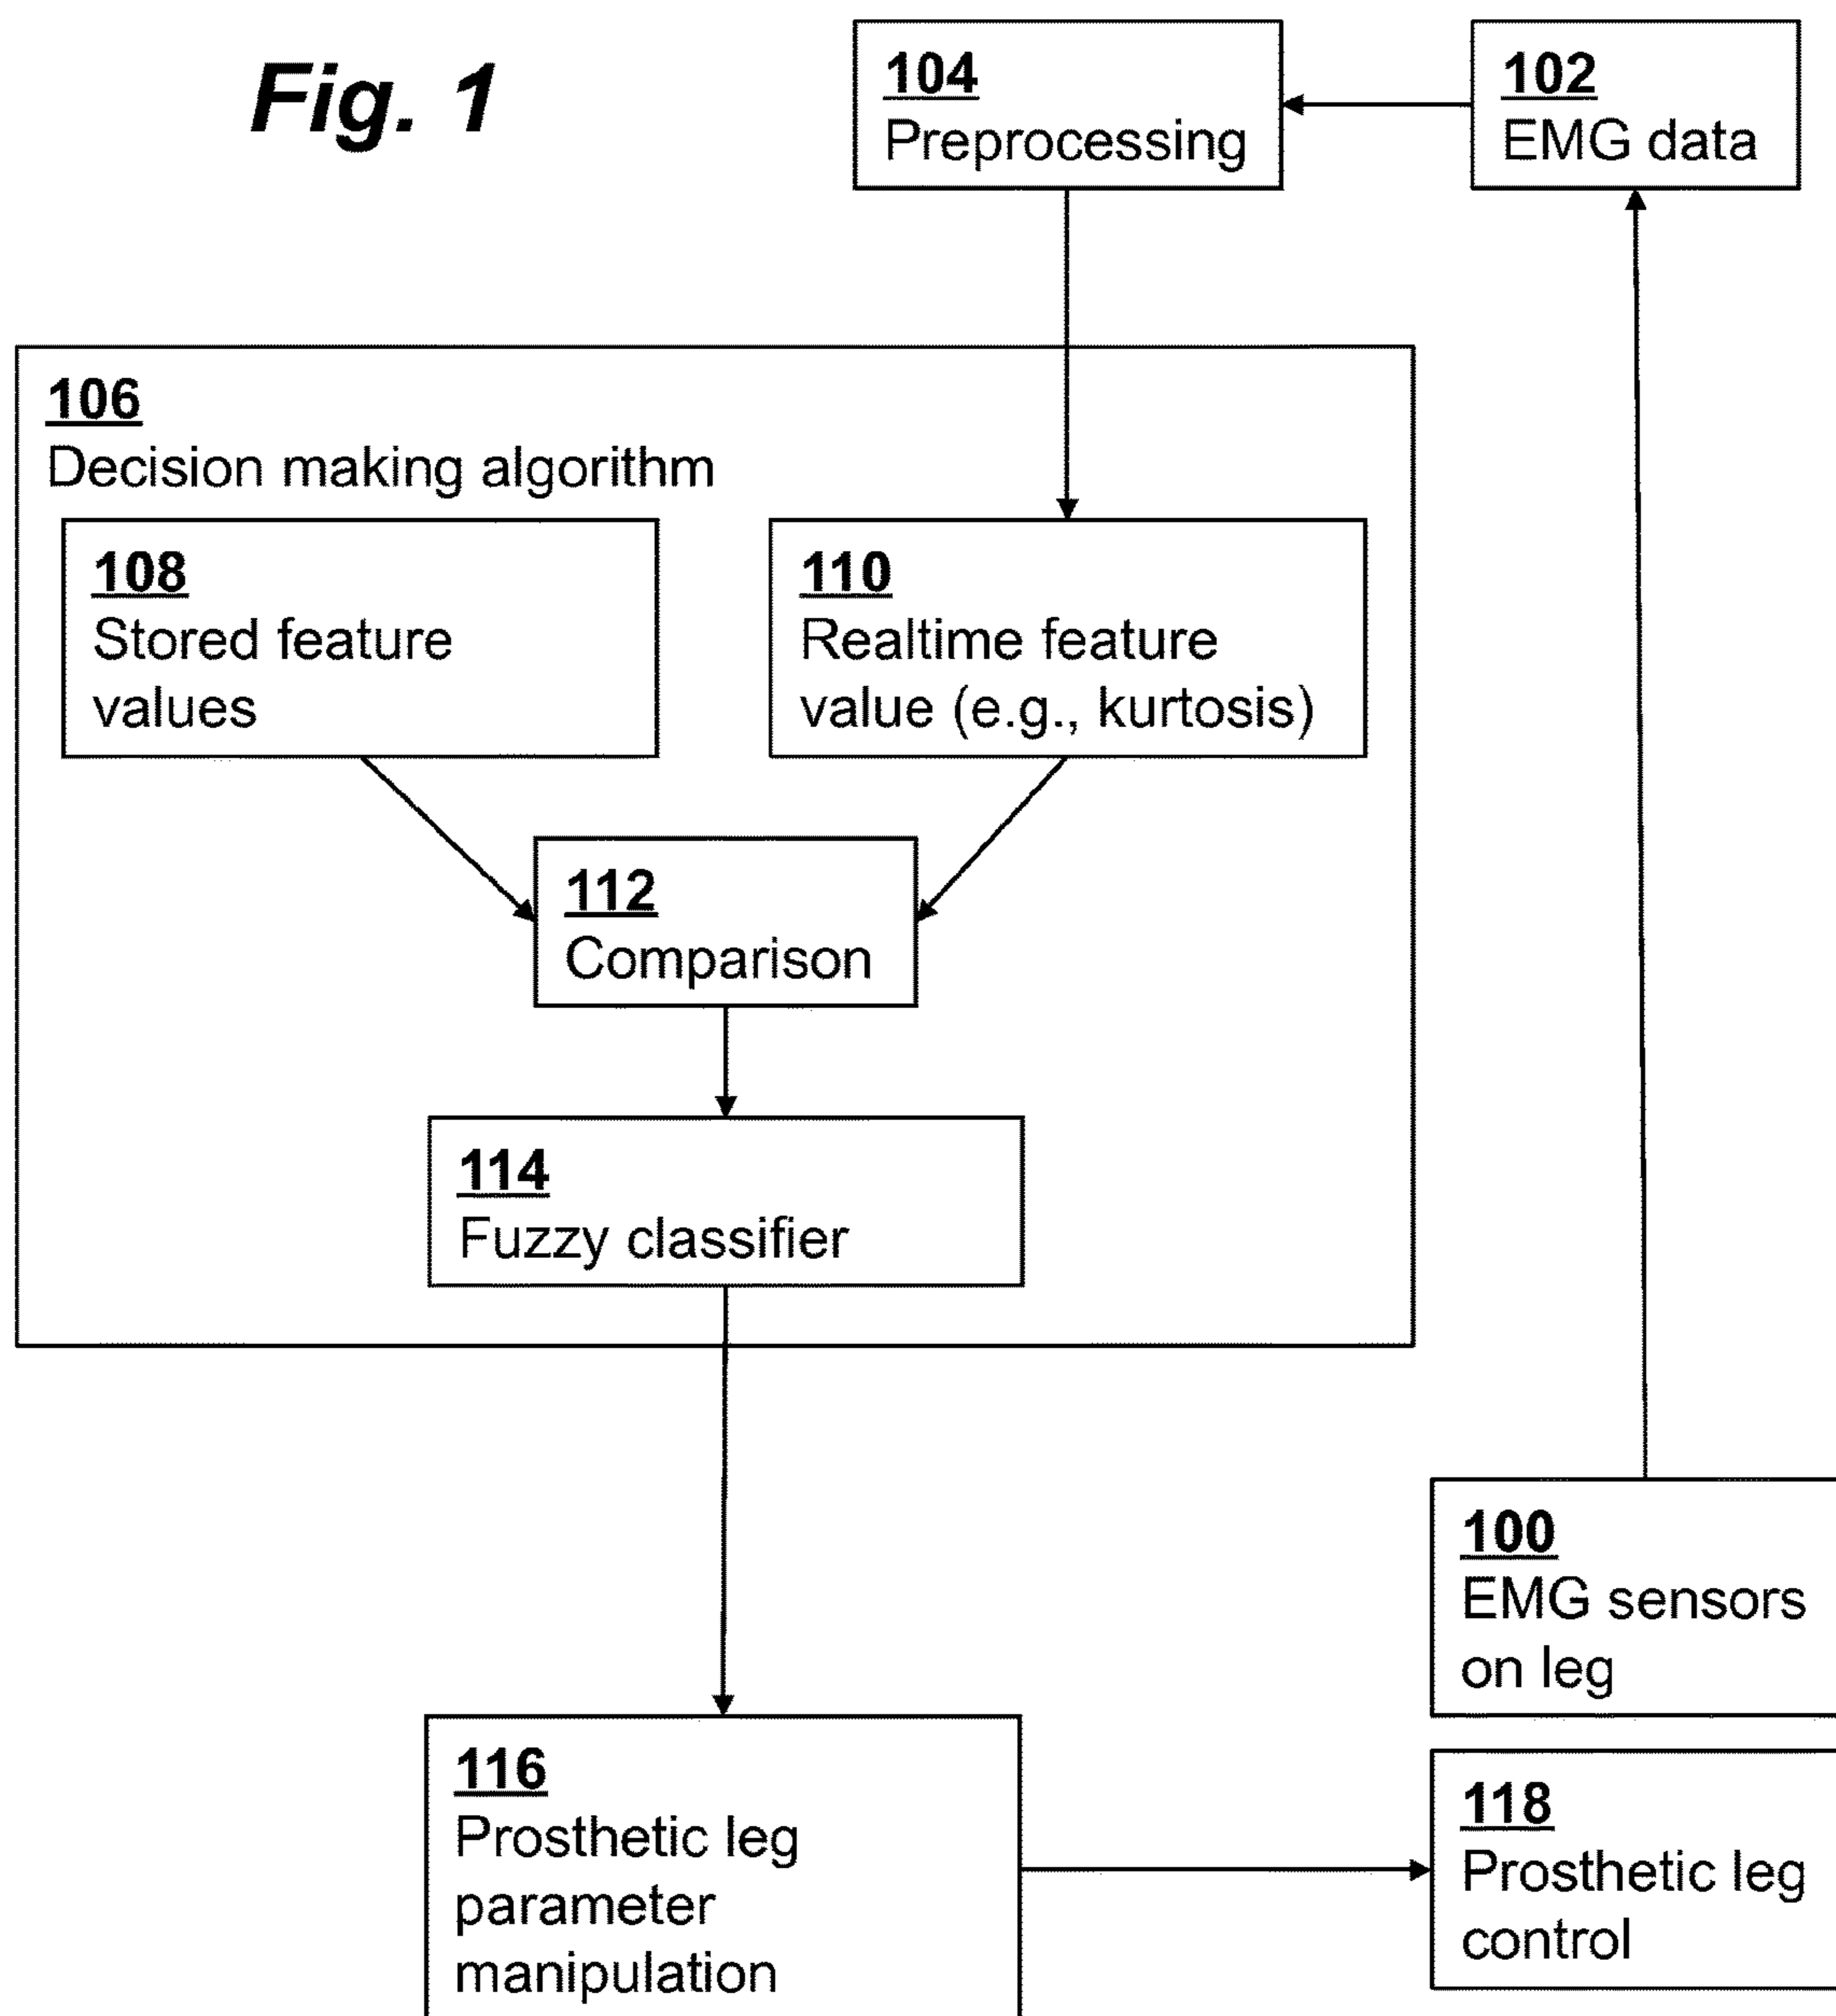 Fig. 1
104
Preprocessing
102
EMG data
106
Decision making algorithm
108
Stored feature
values
110
Realtime feature
value (e.g., kurtosis)
112
Comparison
114
Fuzzy classifier
100
EMG sensors
on leg
116
Prosthetic leg
parameter
manipulation
118
Prosthetic leg
control